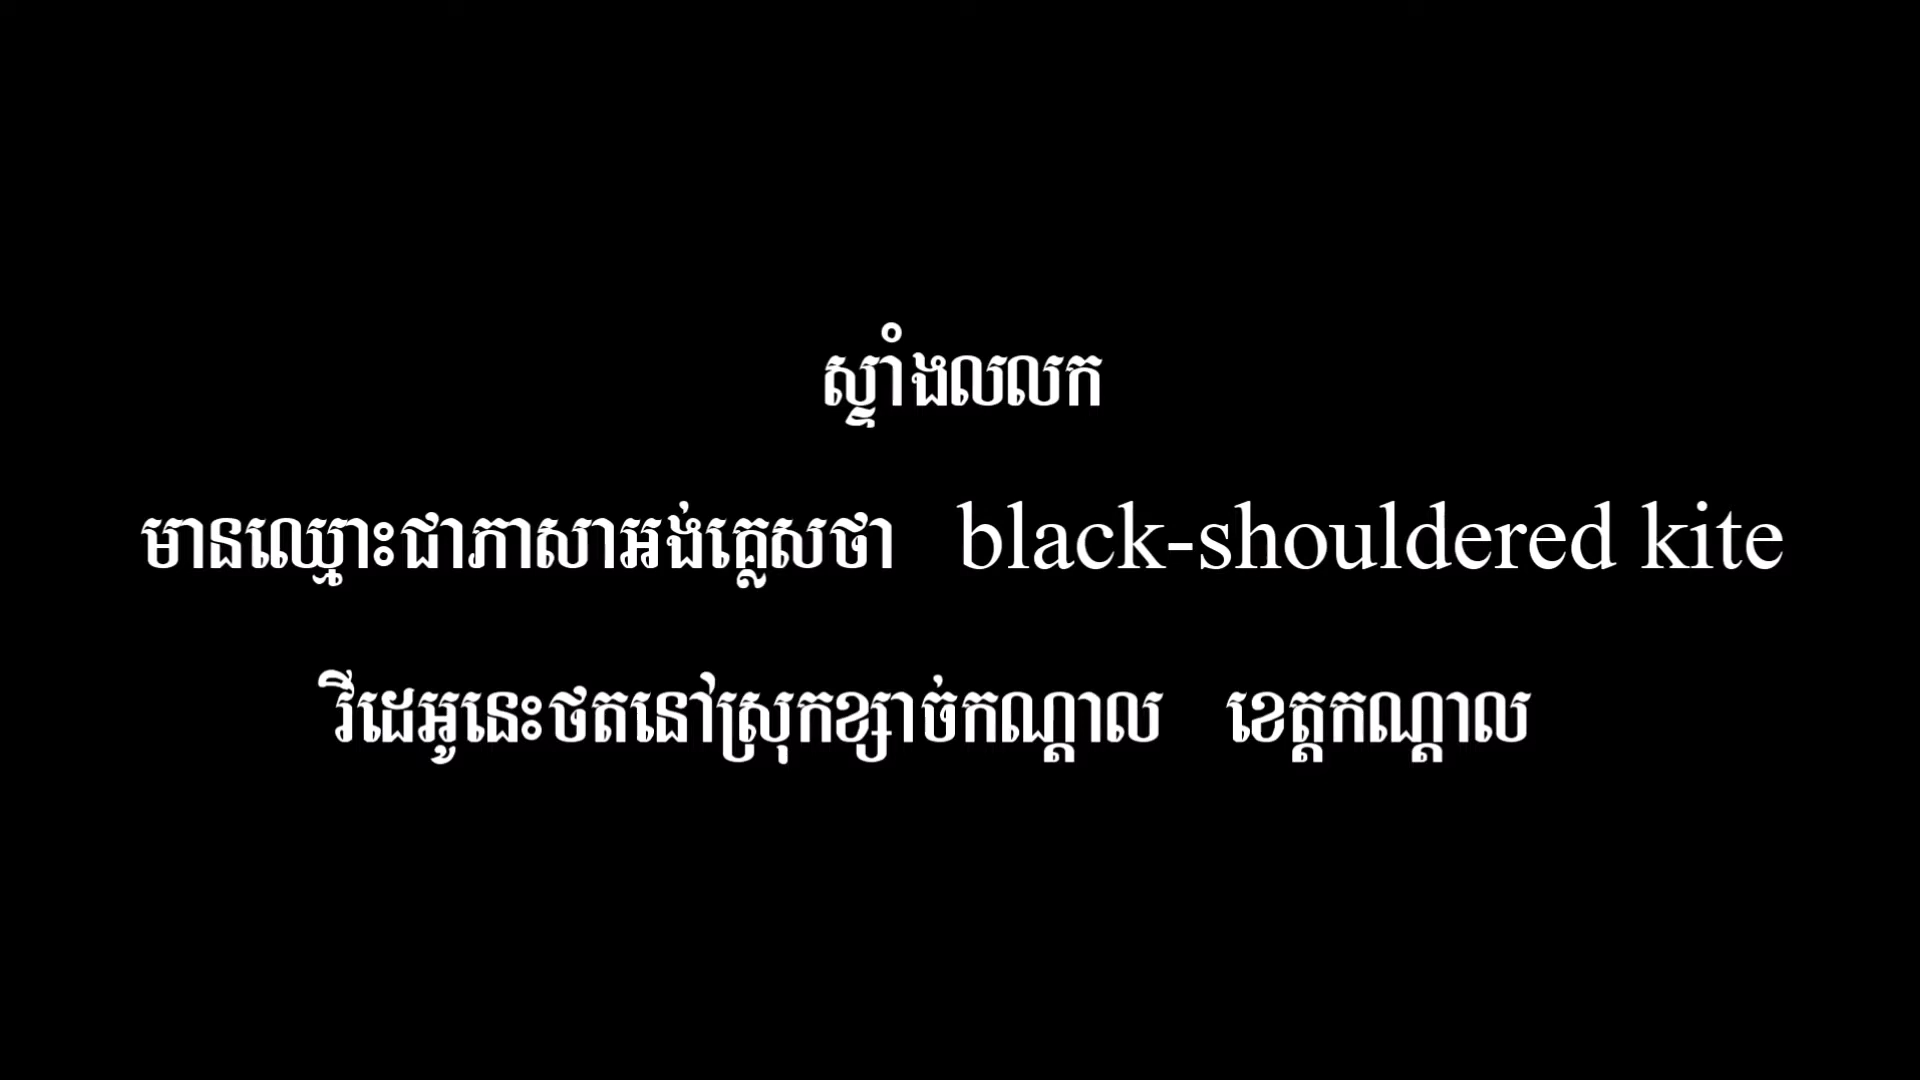 ស្ទាំងលលក
មានឈ្មោះជាភាសាអង់គ្លេសថា black-shouldered kite
វីដេអូនេះថតនៅស្រុកខ្សាច់កណ្ដាល ខេត្តកណ្ដាល